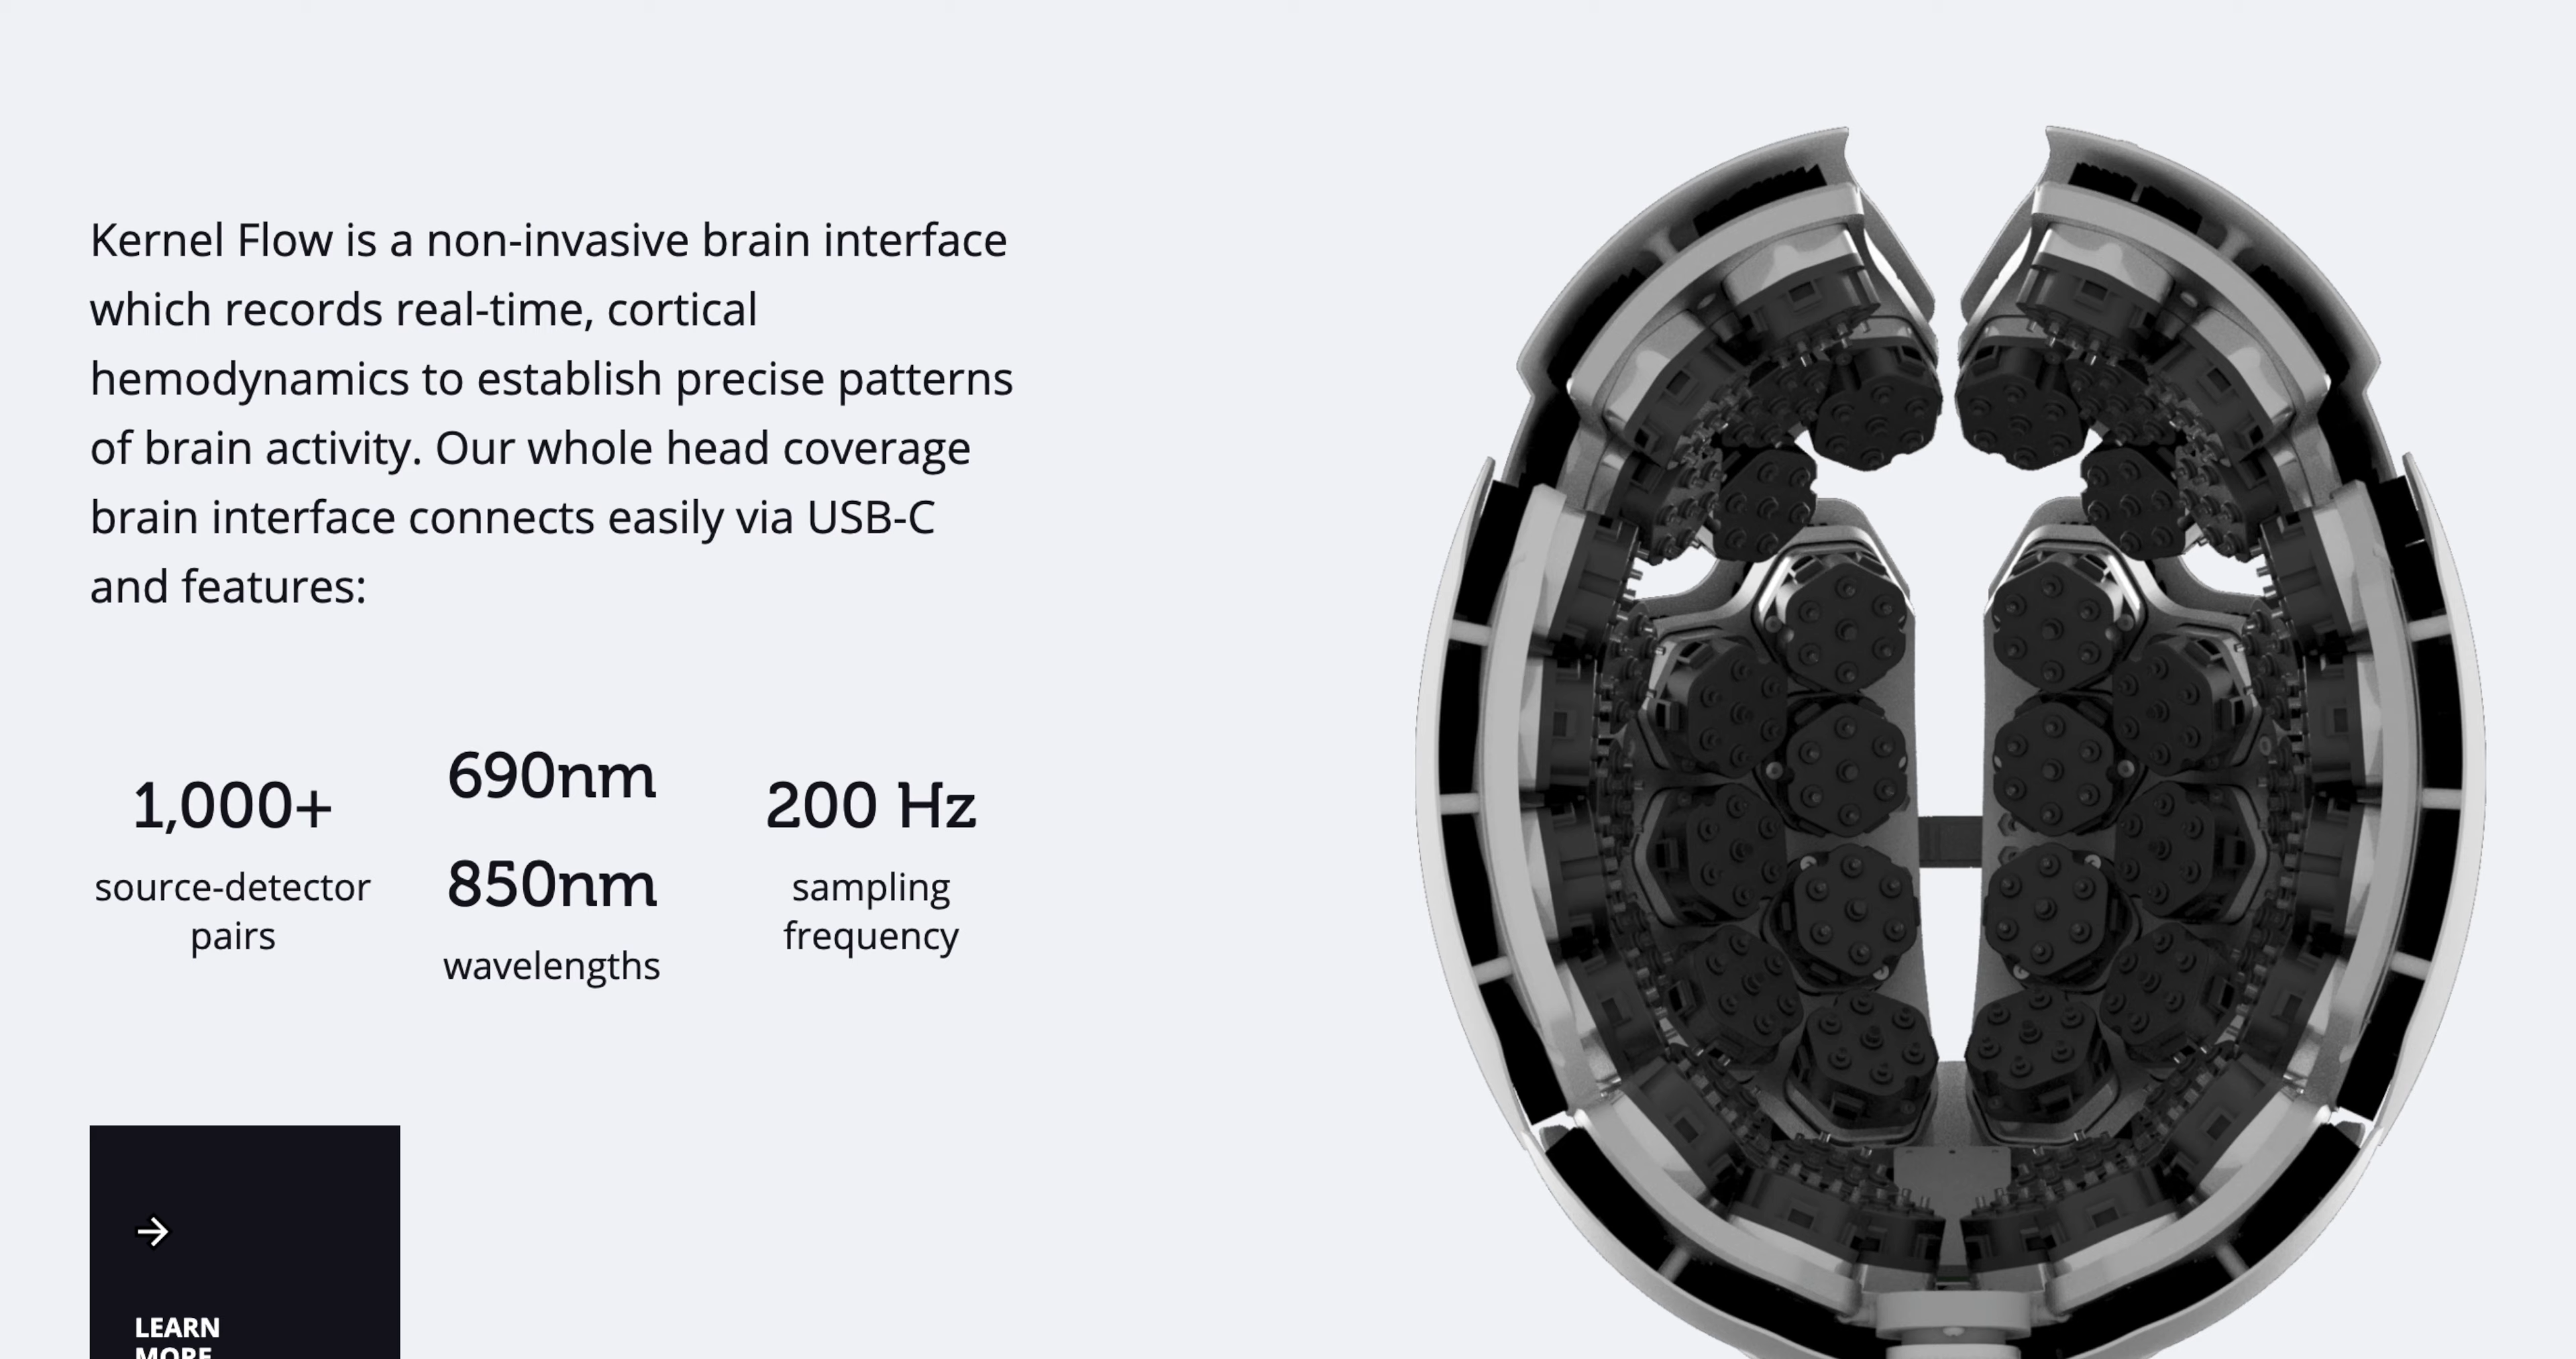 Kernel Flow is a non-invasive brain interface
which records real-time, cortical
hemodynamics to establish precise patterns
of brain activity. Our whole head coverage
brain interface connects easily via USB-C
and features:
1,000+
source-detector
pairs
690nm
850nm
wavelengths
200 Hz
sampling
frequency
LEARN
MORE